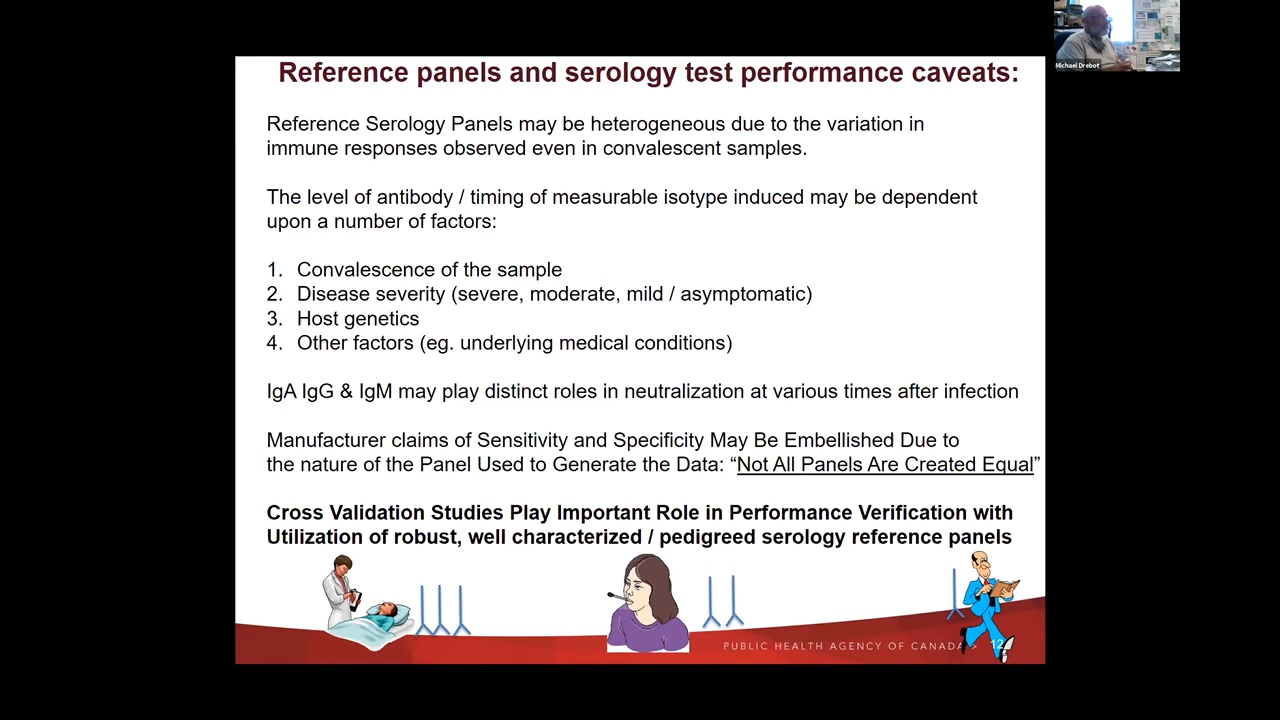 Michael Drebot
Reference panels and serology test performance caveats:
Reference Serology Panels may be heterogeneous due to the variation in
immune responses observed even in convalescent samples.
The level of antibody / timing of measurable isotype induced may be dependent
upon a number of factors:
1. Convalescence of the sample
2. Disease severity (severe, moderate, mild / asymptomatic)
3. Host genetics
4. Other factors (eg. underlying medical conditions)
IgA IgG & IgM may play distinct roles in neutralization at various times after infection
Manufacturer claims of Sensitivity and Specificity May Be Embellished Due to
the nature of the Panel Used to Generate the Data: “Not All Panels Are Created Equal”
Cross Validation Studies Play Important Role in Performance Verification with
Utilization of robust, well characterized / pedigreed serology reference panels
PUBLIC HEALTH AGENCY OF CANADA > 12